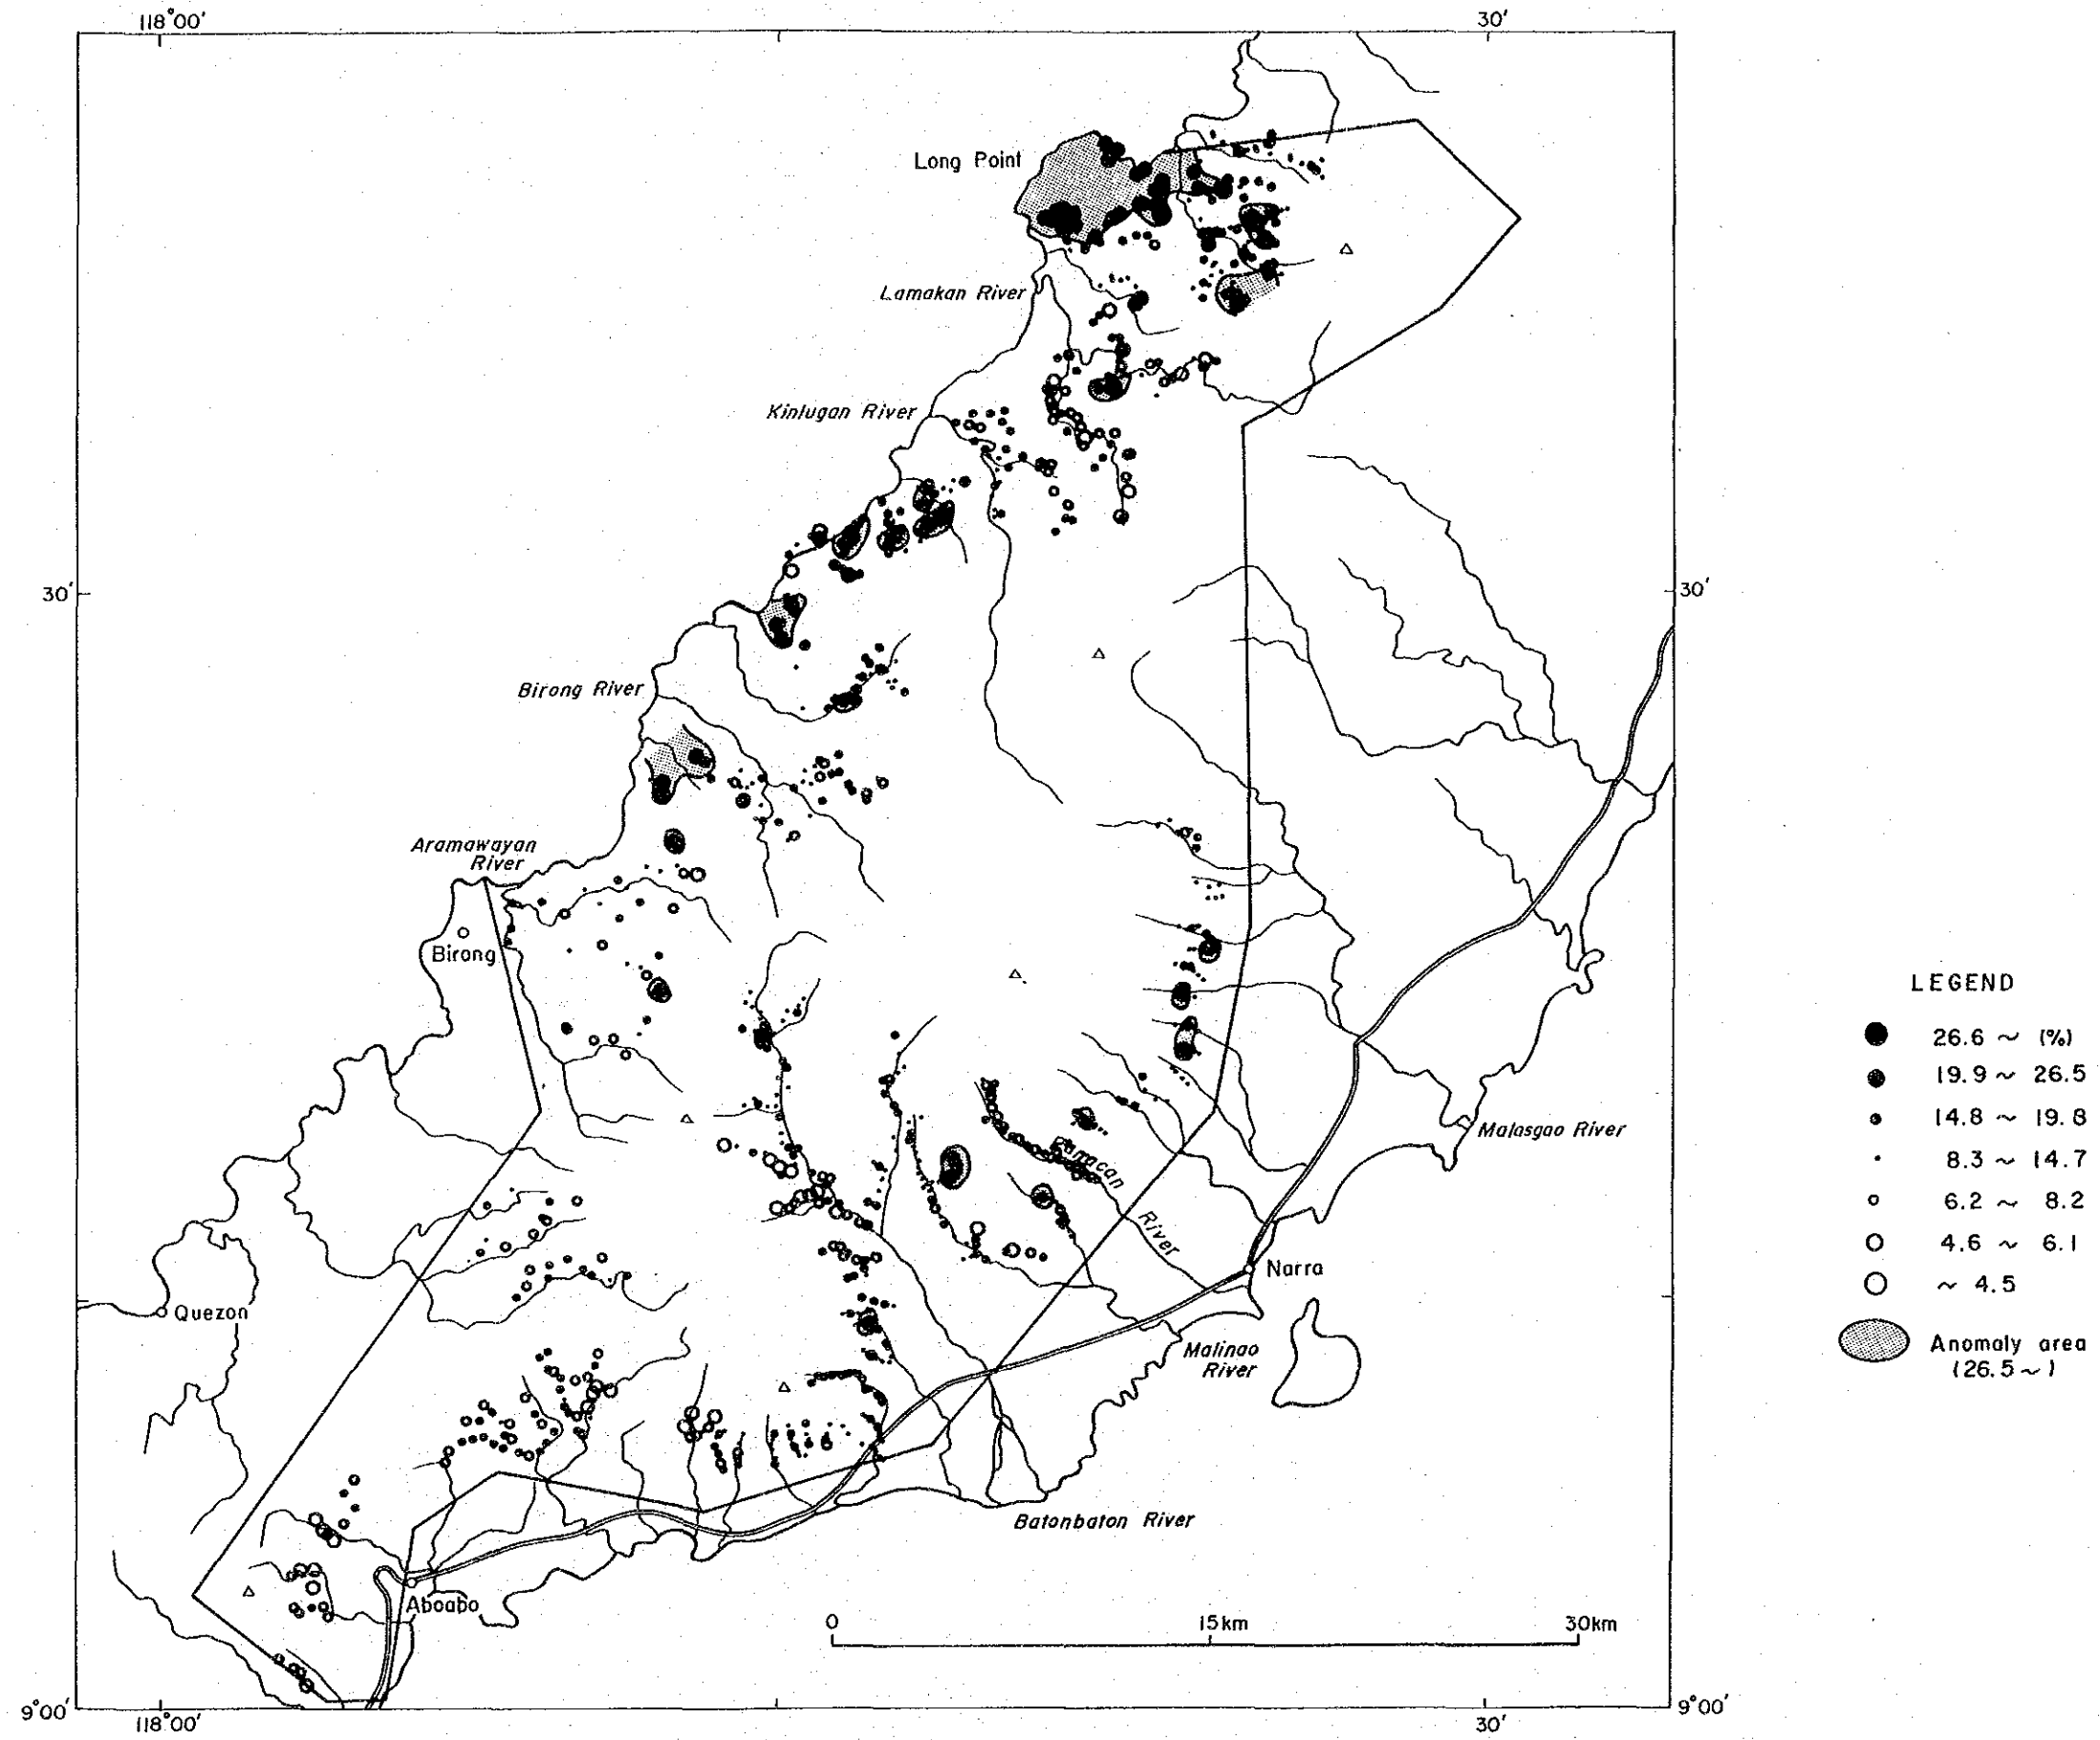 118°00'
30'
Long Point
Lamakan River
Kinlugan River
30'
30'
Birong River
Aramawayan
River
Birong
LEGEND
26.6 ~ (%)
19.9 ~ 26.5
14.8 ~ 19.8
8.3 ~ 14.7
6.2 ~ 8.2
4.6 ~ 6.1
~ 4.5
Anomaly area
(26.5~)
Malasgao River
River
Narra
Quezon
Malinao
River
Batonbaton River
Aboabo
0
15km
30km
9°00'
9°00'
118°00'
30'